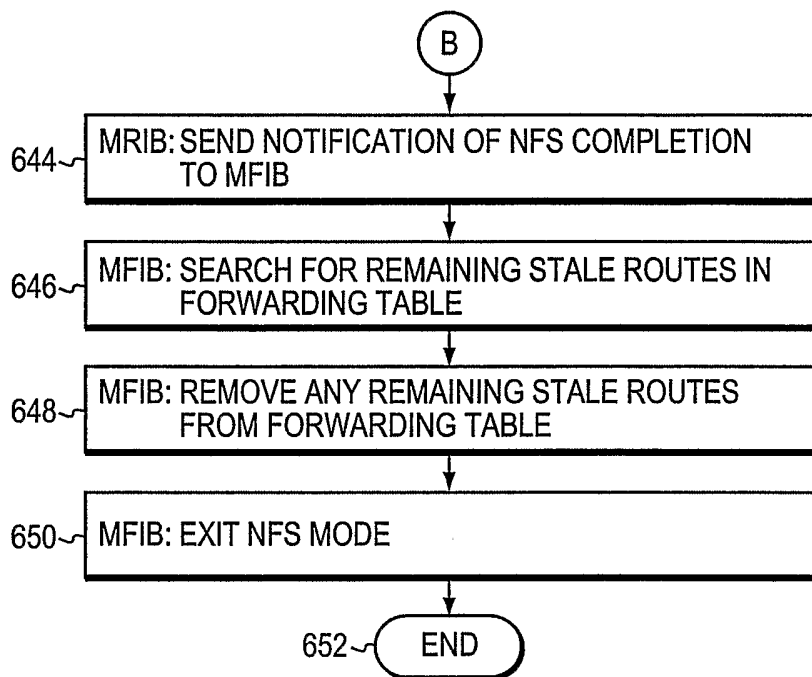 B
644
MRIB: SEND NOTIFICATION OF NFS COMPLETION
TO MFIB
646
MFIB: SEARCH FOR REMAINING STALE ROUTES IN
FORWARDING TABLE
648
MFIB: REMOVE ANY REMAINING STALE ROUTES
FROM FORWARDING TABLE
650
MFIB: EXIT NFS MODE
652
END